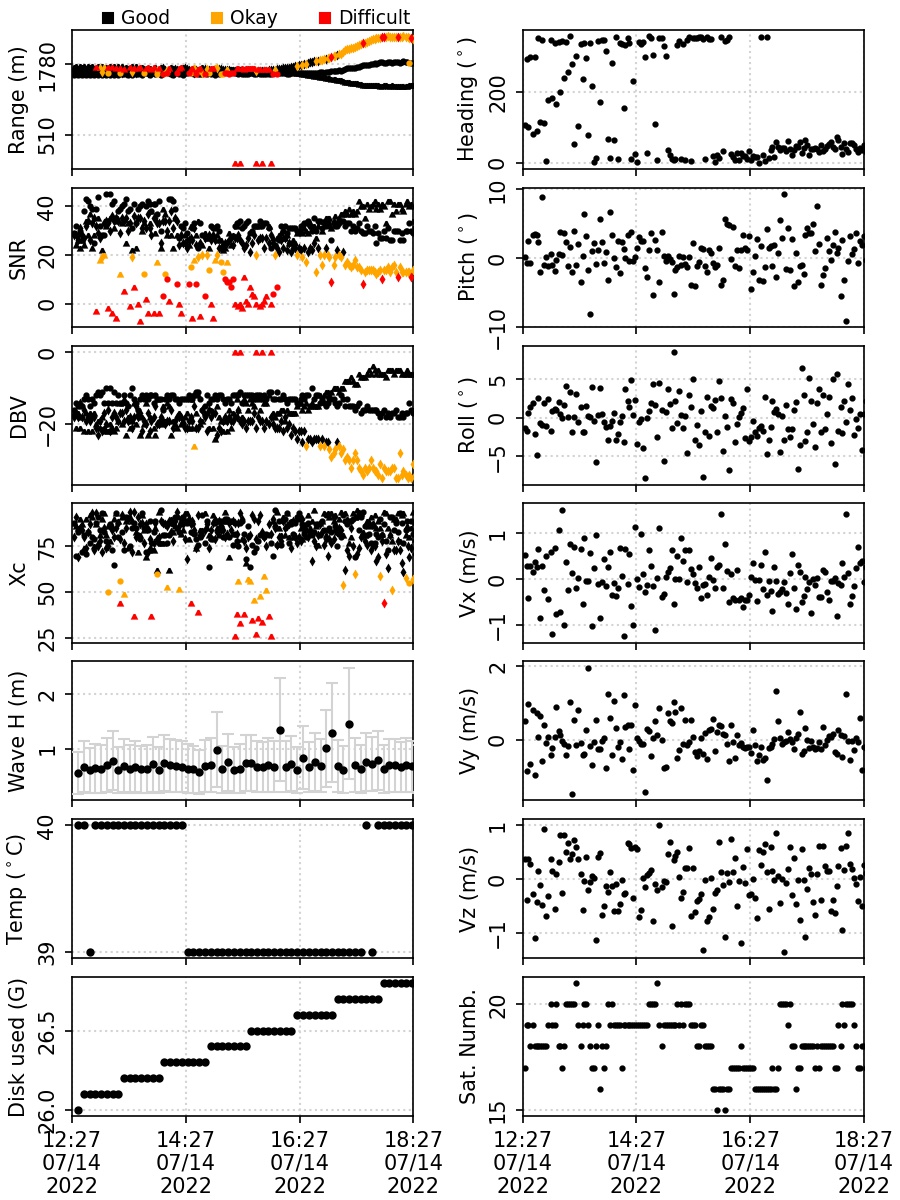 Good Okay Difficult
Range (m)
1780
510
Heading (°)
200
0
SNR
40
20
0
Pitch (°)
10
0
−10
DBV
0
−20
Roll (°)
5
0
−5
Xc
75
50
25
Vx (m/s)
1
0
−1
Wave H (m)
2
1
Vy (m/s)
2
0
Temp (°C)
40
39
Vz (m/s)
1
0
−1
Disk used (G)
26.5
26.0
Sat. Numb.
20
15
12:27 14:27 16:27 18:27
07/14 07/14 07/14 07/14
2022 2022 2022 2022
12:27 14:27 16:27 18:27
07/14 07/14 07/14 07/14
2022 2022 2022 2022